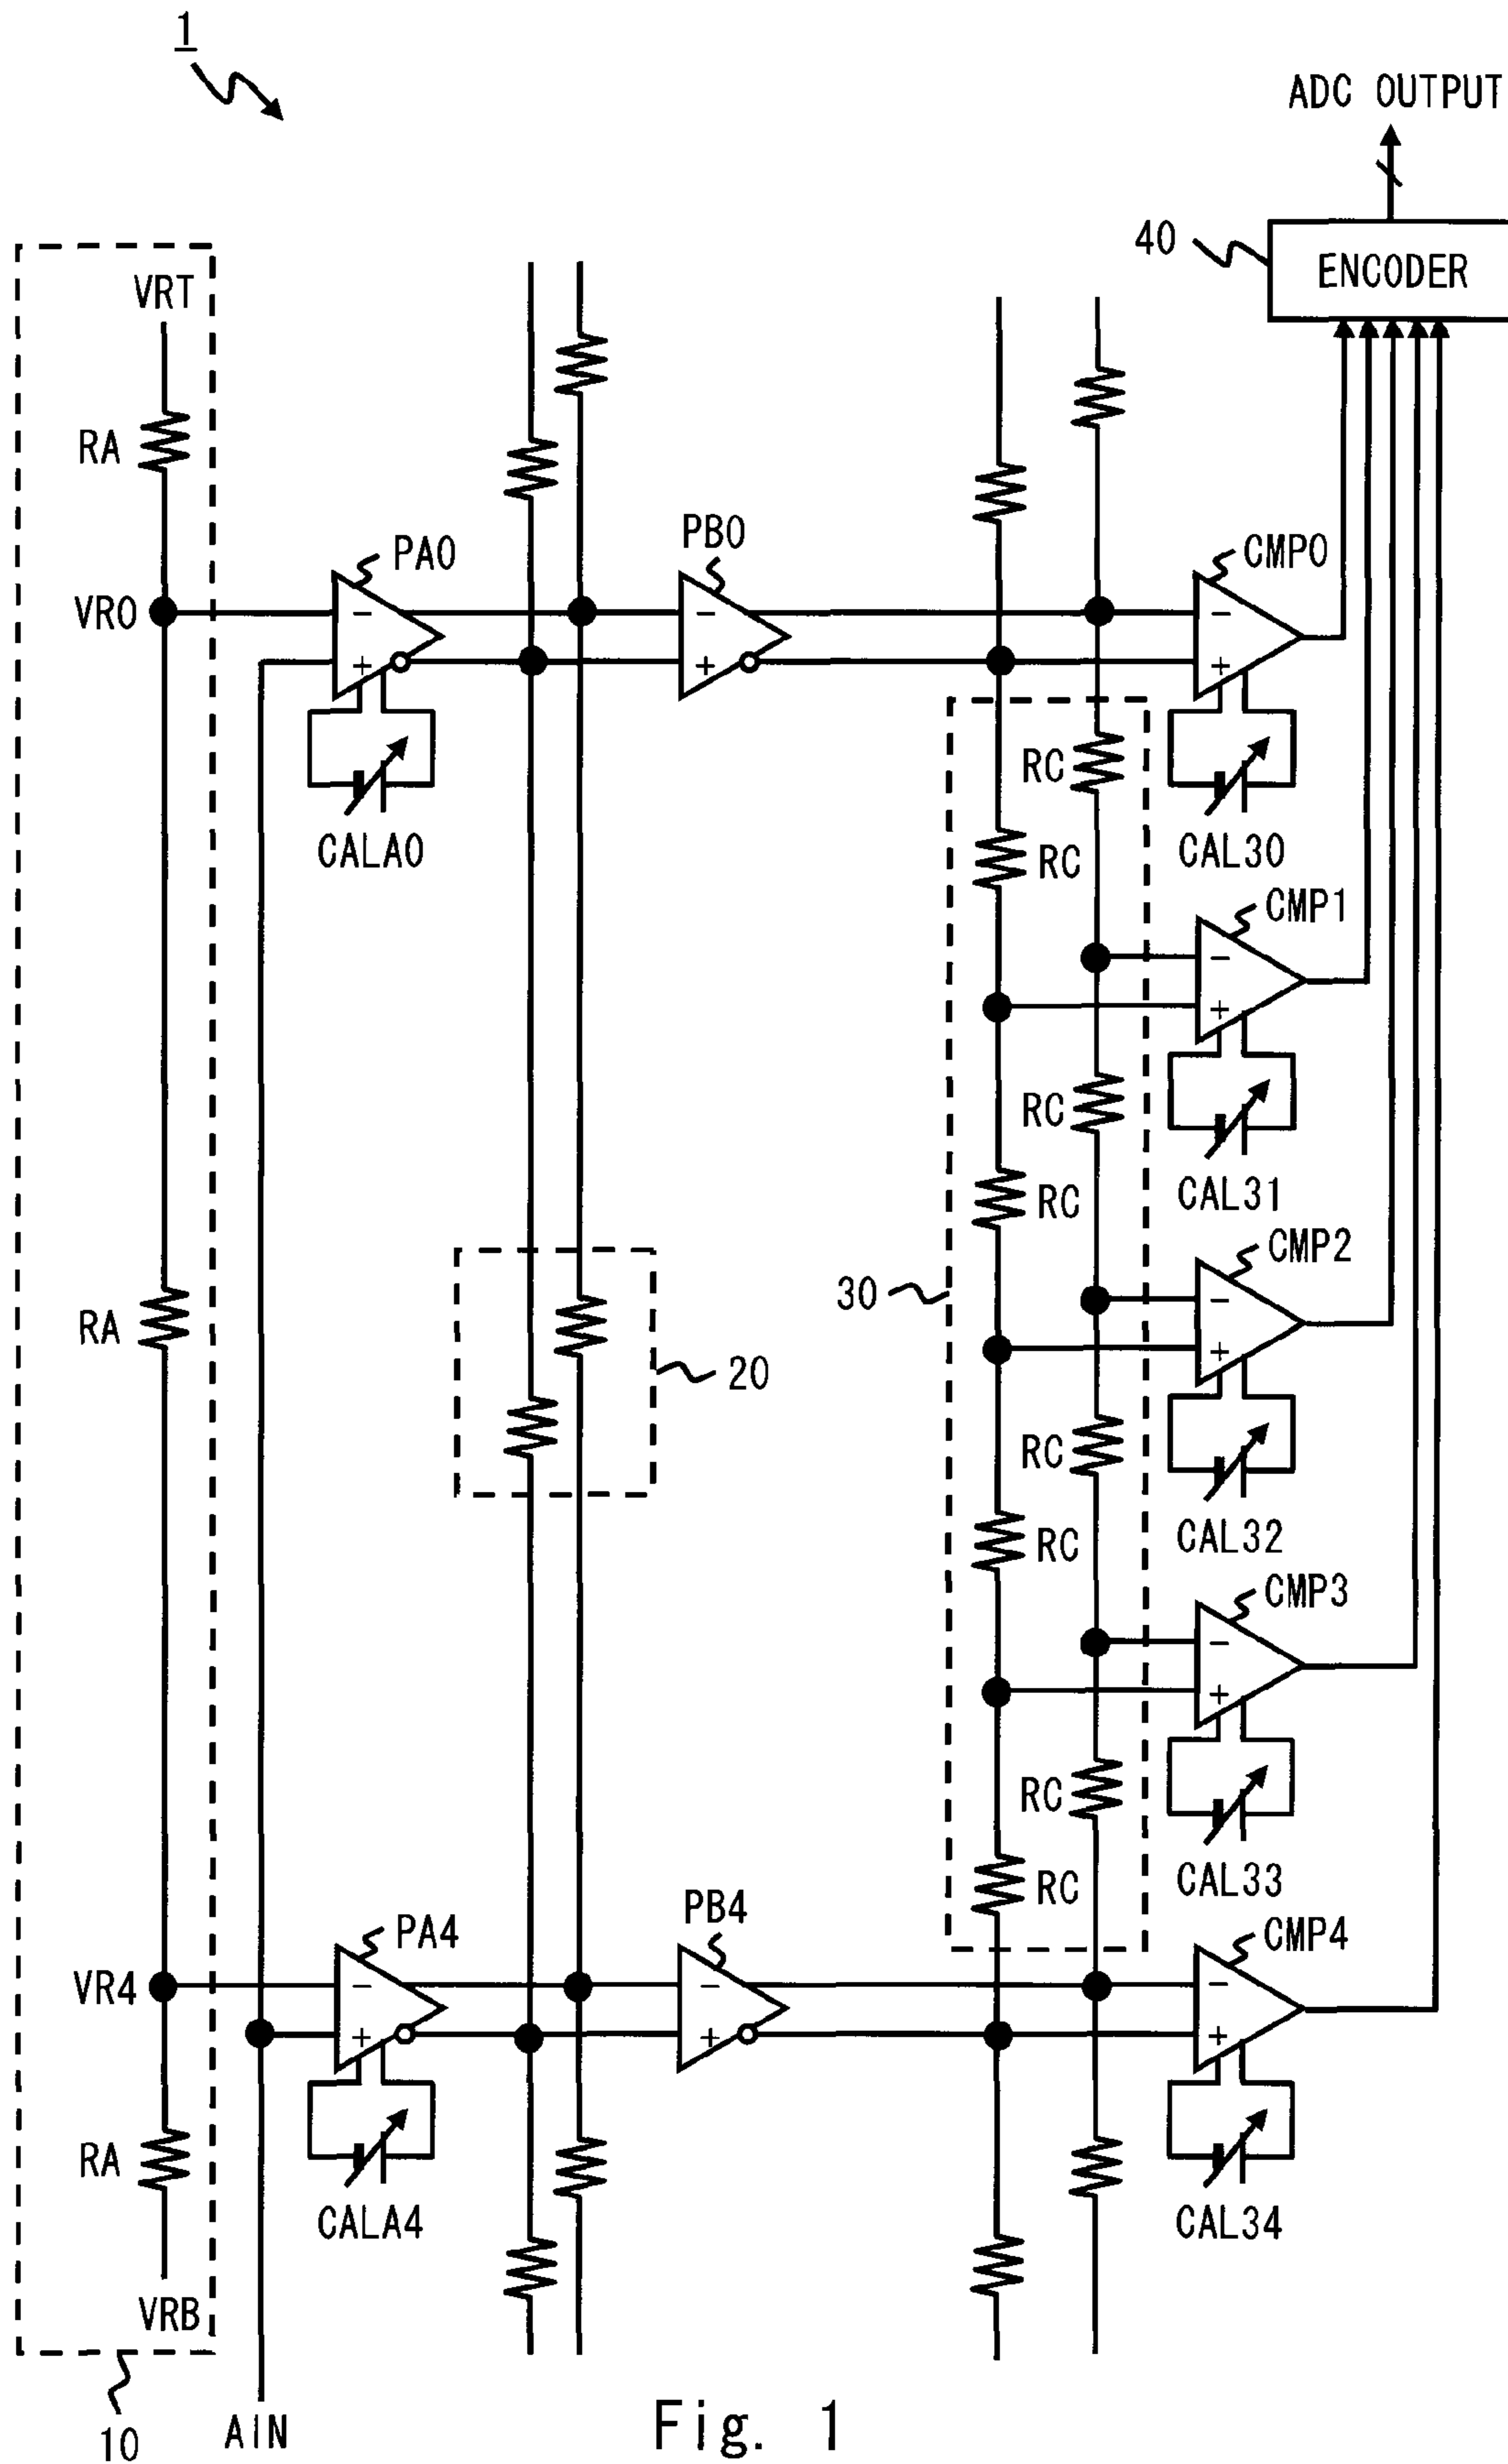 1
ADC OUTPUT
40
ENCODER
VRT
RA
PA0
PB0
CMP0
VR0
- - -
+ + +
RC
CALA0
RC
CAL30
CMP1
-
+
RC
RC
CAL31
CMP2
30
-
RA
+
20
RC
RC
CAL32
CMP3
-
+
RC
RC
CAL33
PA4
PB4
CMP4
VR4
- - -
+ + +
RA
CALA4
CAL34
VRB
10
AIN
Fig. 1